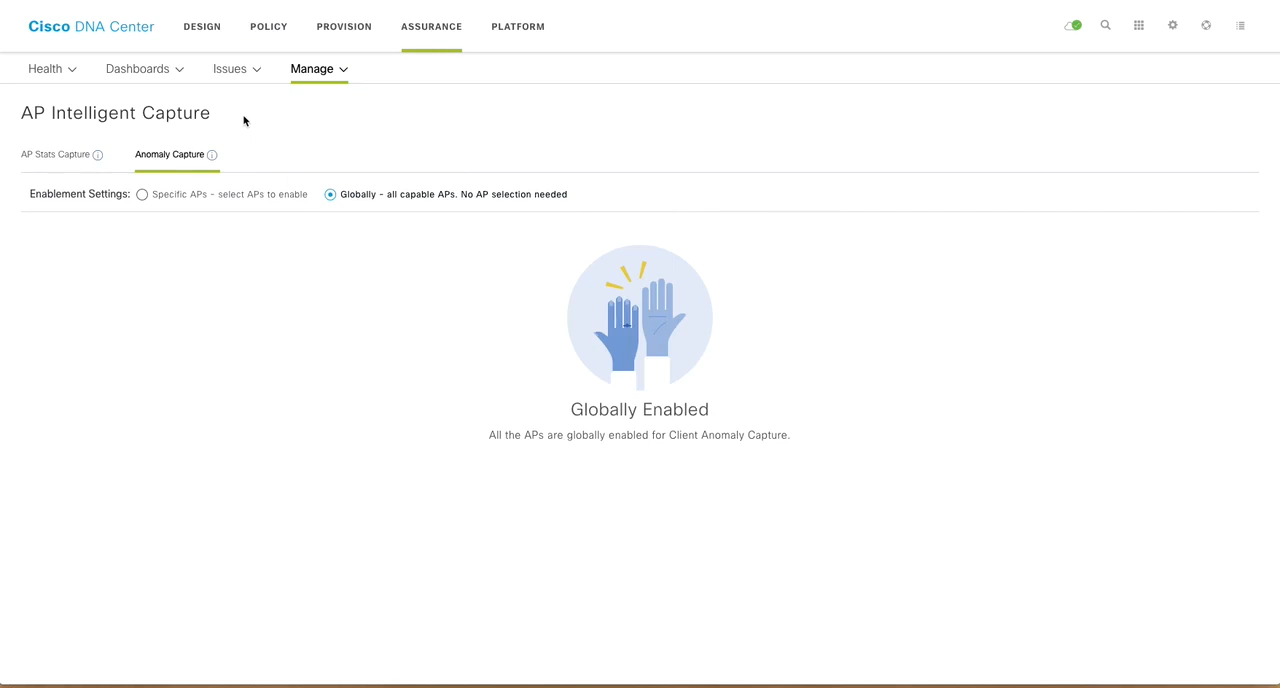 Cisco DNA Center DESIGN POLICY PROVISION ASSURANCE PLATFORM
Health Dashboards Issues Manage
AP Intelligent Capture
AP Stats Capture Anomaly Capture
Enablement Settings: Specific APs - select APs to enable Globally - all capable APs. No AP selection needed
Globally Enabled
All the APs are globally enabled for Client Anomaly Capture.